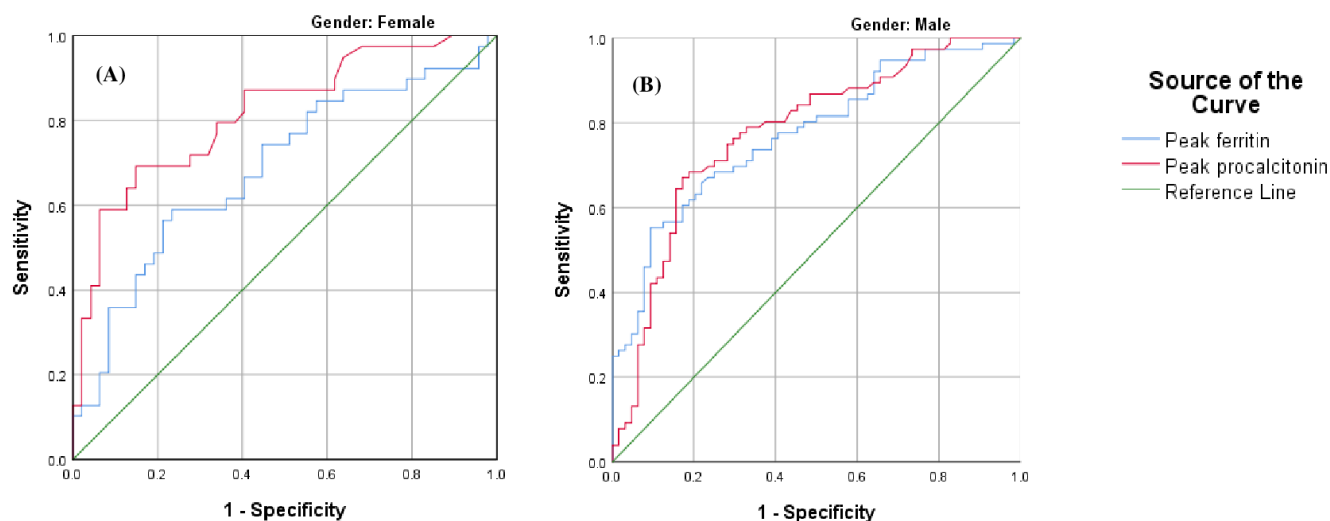 Gender: Female
(A)
1.0
0.8
0.6
0.4
0.2
0.0
Sensitivity
0.0 0.2 0.4 0.6 0.8 1.0
1 - Specificity
Gender: Male
(B)
1.0
0.8
0.6
0.4
0.2
0.0
Sensitivity
0.0 0.2 0.4 0.6 0.8 1.0
1 - Specificity
Source of the
Curve
Peak ferritin
Peak procalcitonin
Reference Line